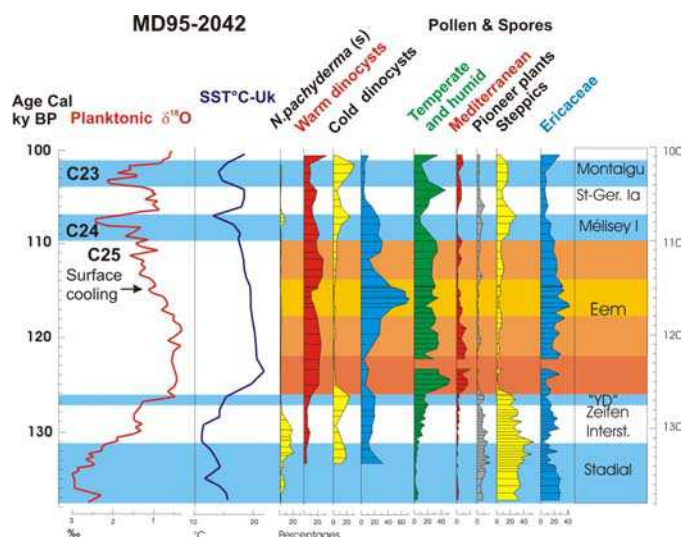 MD95-2042
Pollen & Spores
Age Cal
ky BP
Planktonic δ¹⁸O
SST°C-Uk
N.pachyderma (s)
Warm dinocysts
Cold dinocysts
Temperate
and humid
Mediterranean
Pioneer plants
Steppics
Ericaceae
100
C23
Montaigu
100
St-Ger. Ia
C24
Mélisey I
110
C25
110
Surface
cooling
Eem
120
120
"YD"
Zeifen
130
Interst.
130
Stadial
3 2 1
10 20
0 20
0 20
0 20
0 20 40 60
0 20 40
0
0
0 20 40
0 20 40
‰
°C
Percentages